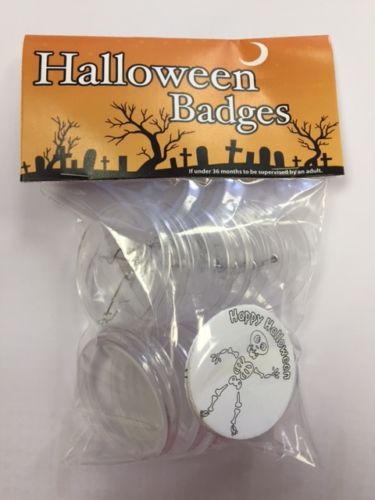 Halloween
Badges
If under 36 months to be supervised by an adult.
Happy Halloween